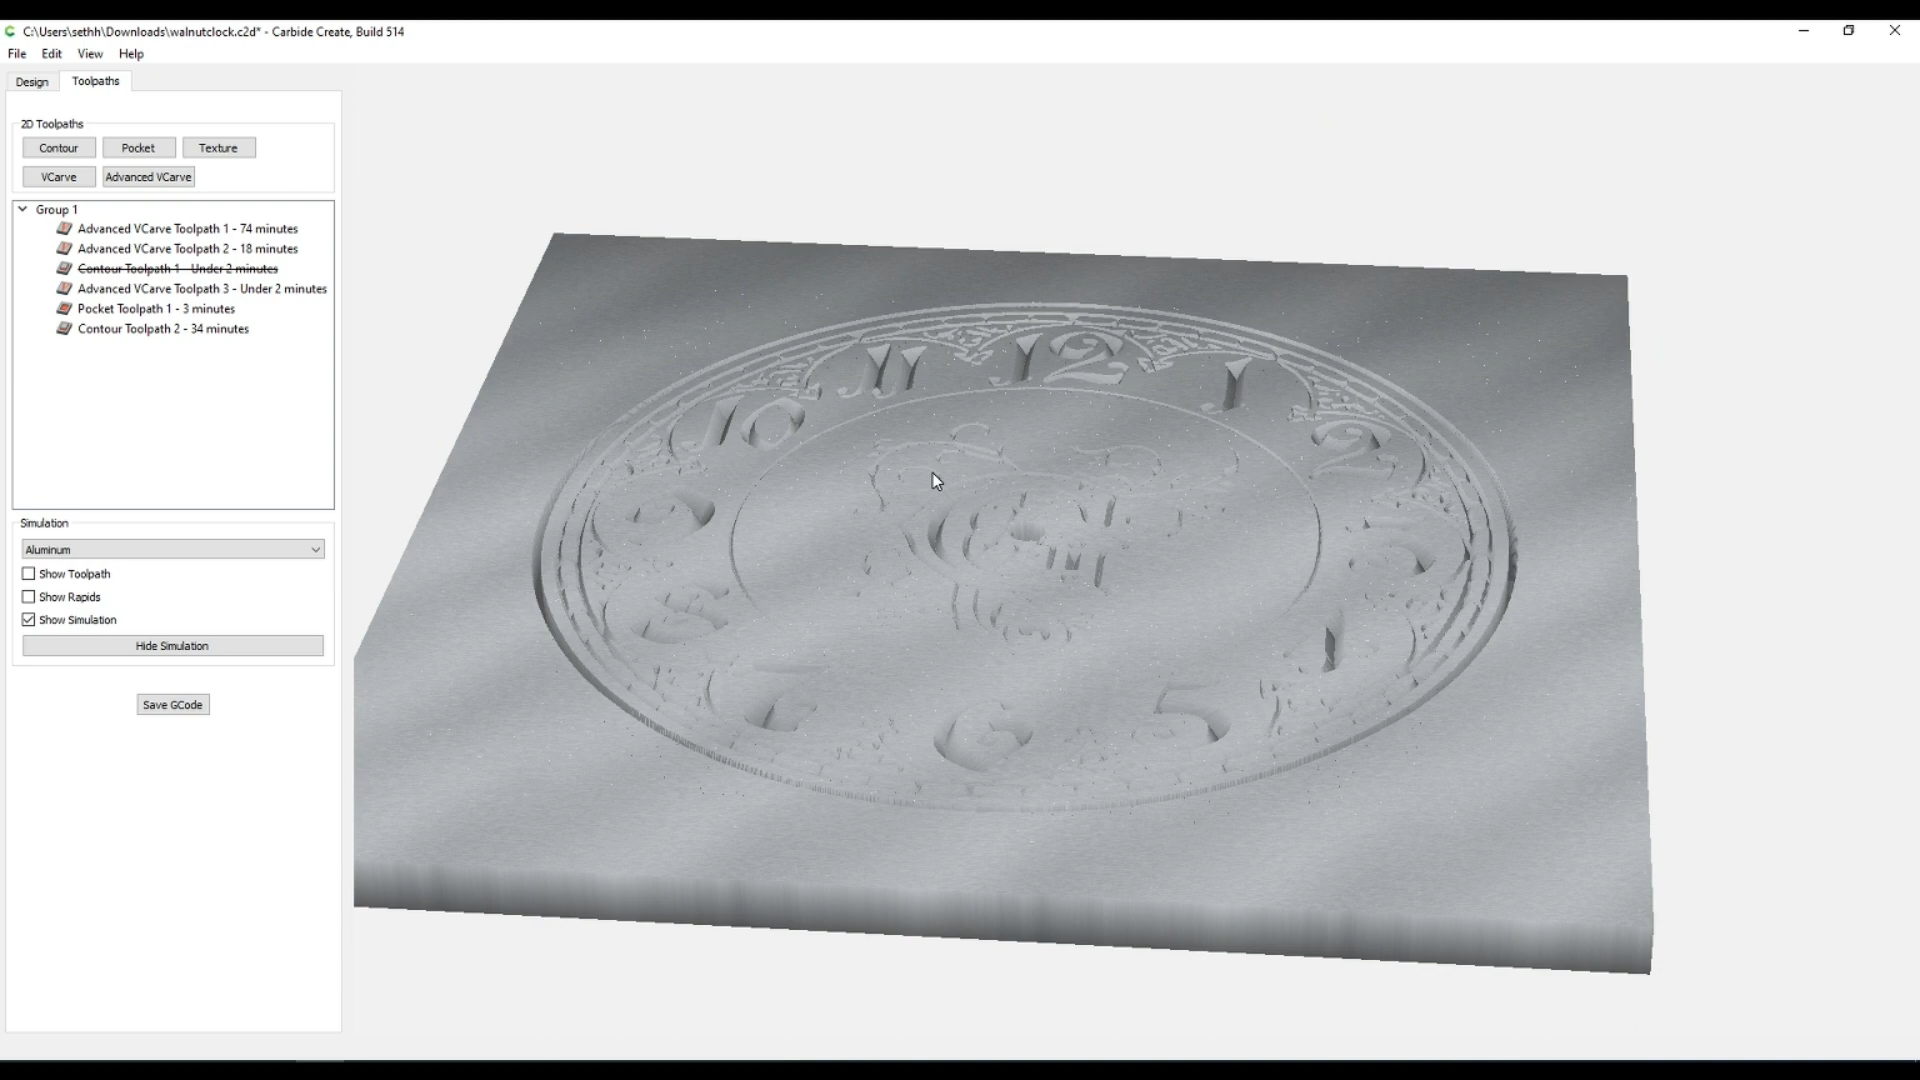 C:\Users\sethh\Downloads\walnutclock.c2d* - Carbide Create, Build 514
File Edit View Help
Design Toolpaths
2D Toolpaths
Contour Pocket Texture
VCarve Advanced VCarve
Group 1
Advanced VCarve Toolpath 1 - 74 minutes
Advanced VCarve Toolpath 2 - 18 minutes
Contour Toolpath 1 - Under 2 minutes
Advanced VCarve Toolpath 3 - Under 2 minutes
Pocket Toolpath 1 - 3 minutes
Contour Toolpath 2 - 34 minutes
Simulation
Aluminum
Show Toolpath
Show Rapids
Show Simulation
Hide Simulation
Save GCode
12
11
1
10
2
9
3
8
4
7
5
6